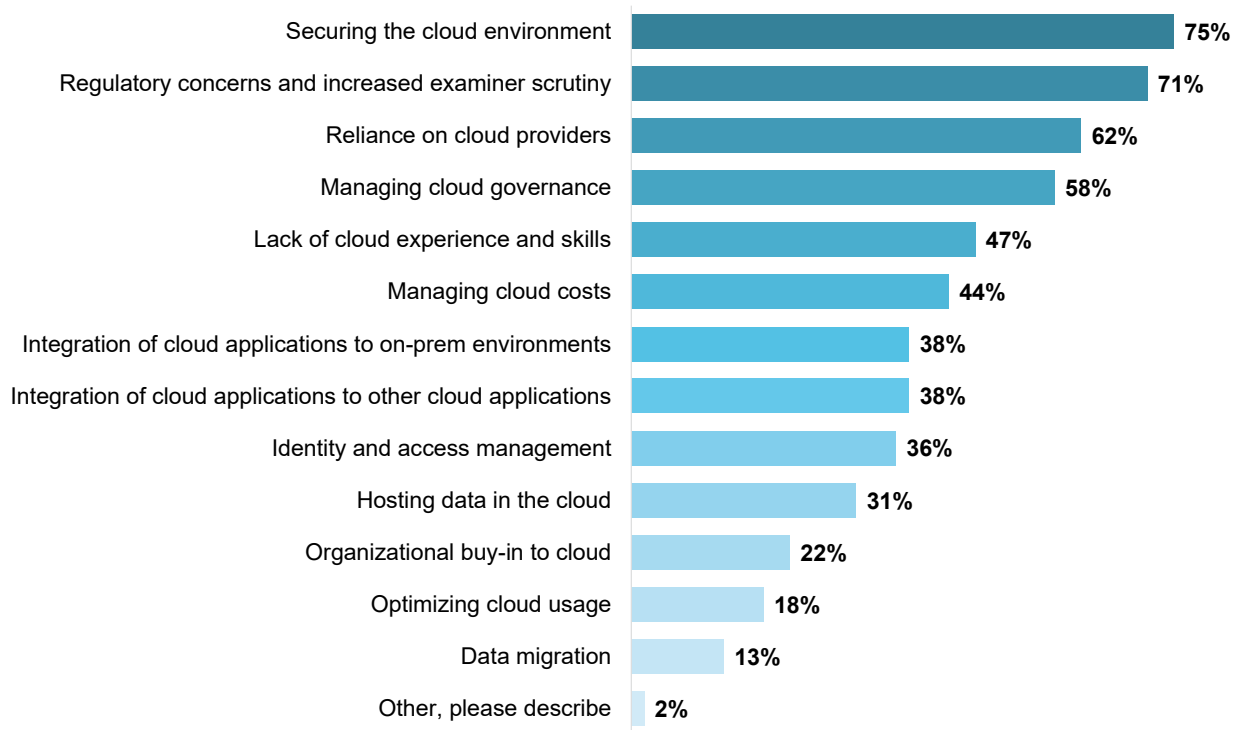 Securing the cloud environment 75%
Regulatory concerns and increased examiner scrutiny 71%
Reliance on cloud providers 62%
Managing cloud governance 58%
Lack of cloud experience and skills 47%
Managing cloud costs 44%
Integration of cloud applications to on-prem environments 38%
Integration of cloud applications to other cloud applications 38%
Identity and access management 36%
Hosting data in the cloud 31%
Organizational buy-in to cloud 22%
Optimizing cloud usage 18%
Data migration 13%
Other, please describe 2%